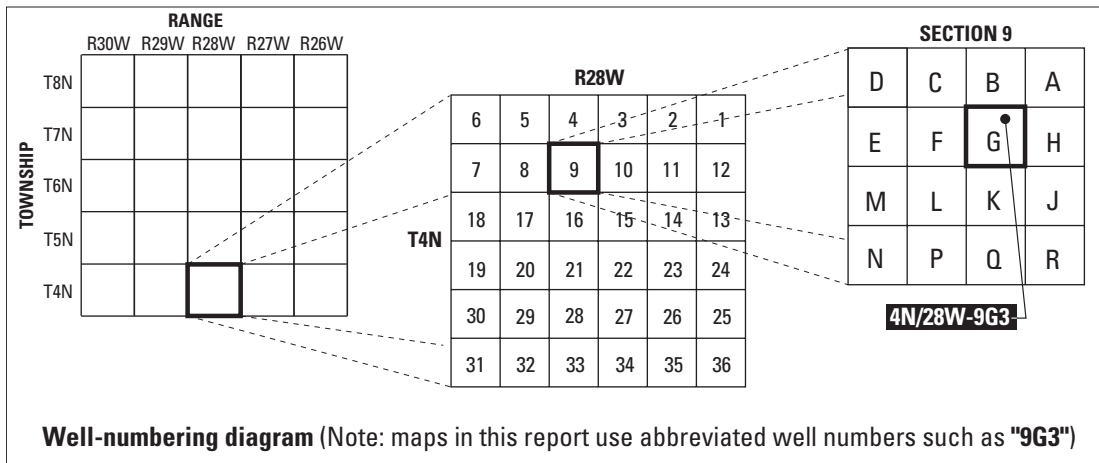 RANGE
R30W R29W R28W R27W R26W
TOWNSHIP
T8N
T7N
T6N
T5N
T4N
R28W
T4N
6 5 4 3 2 1
7 8 9 10 11 12
18 17 16 15 14 13
19 20 21 22 23 24
30 29 28 27 26 25
31 32 33 34 35 36
SECTION 9
D C B A
E F G H
M L K J
N P Q R
4N/28W-9G3
Well-numbering diagram (Note: maps in this report use abbreviated well numbers such as "9G3")